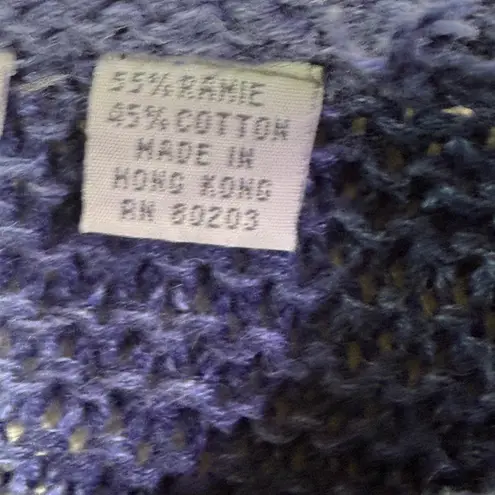 55% RAMIE
45% COTTON
MADE IN
HONG KONG
RN 80203